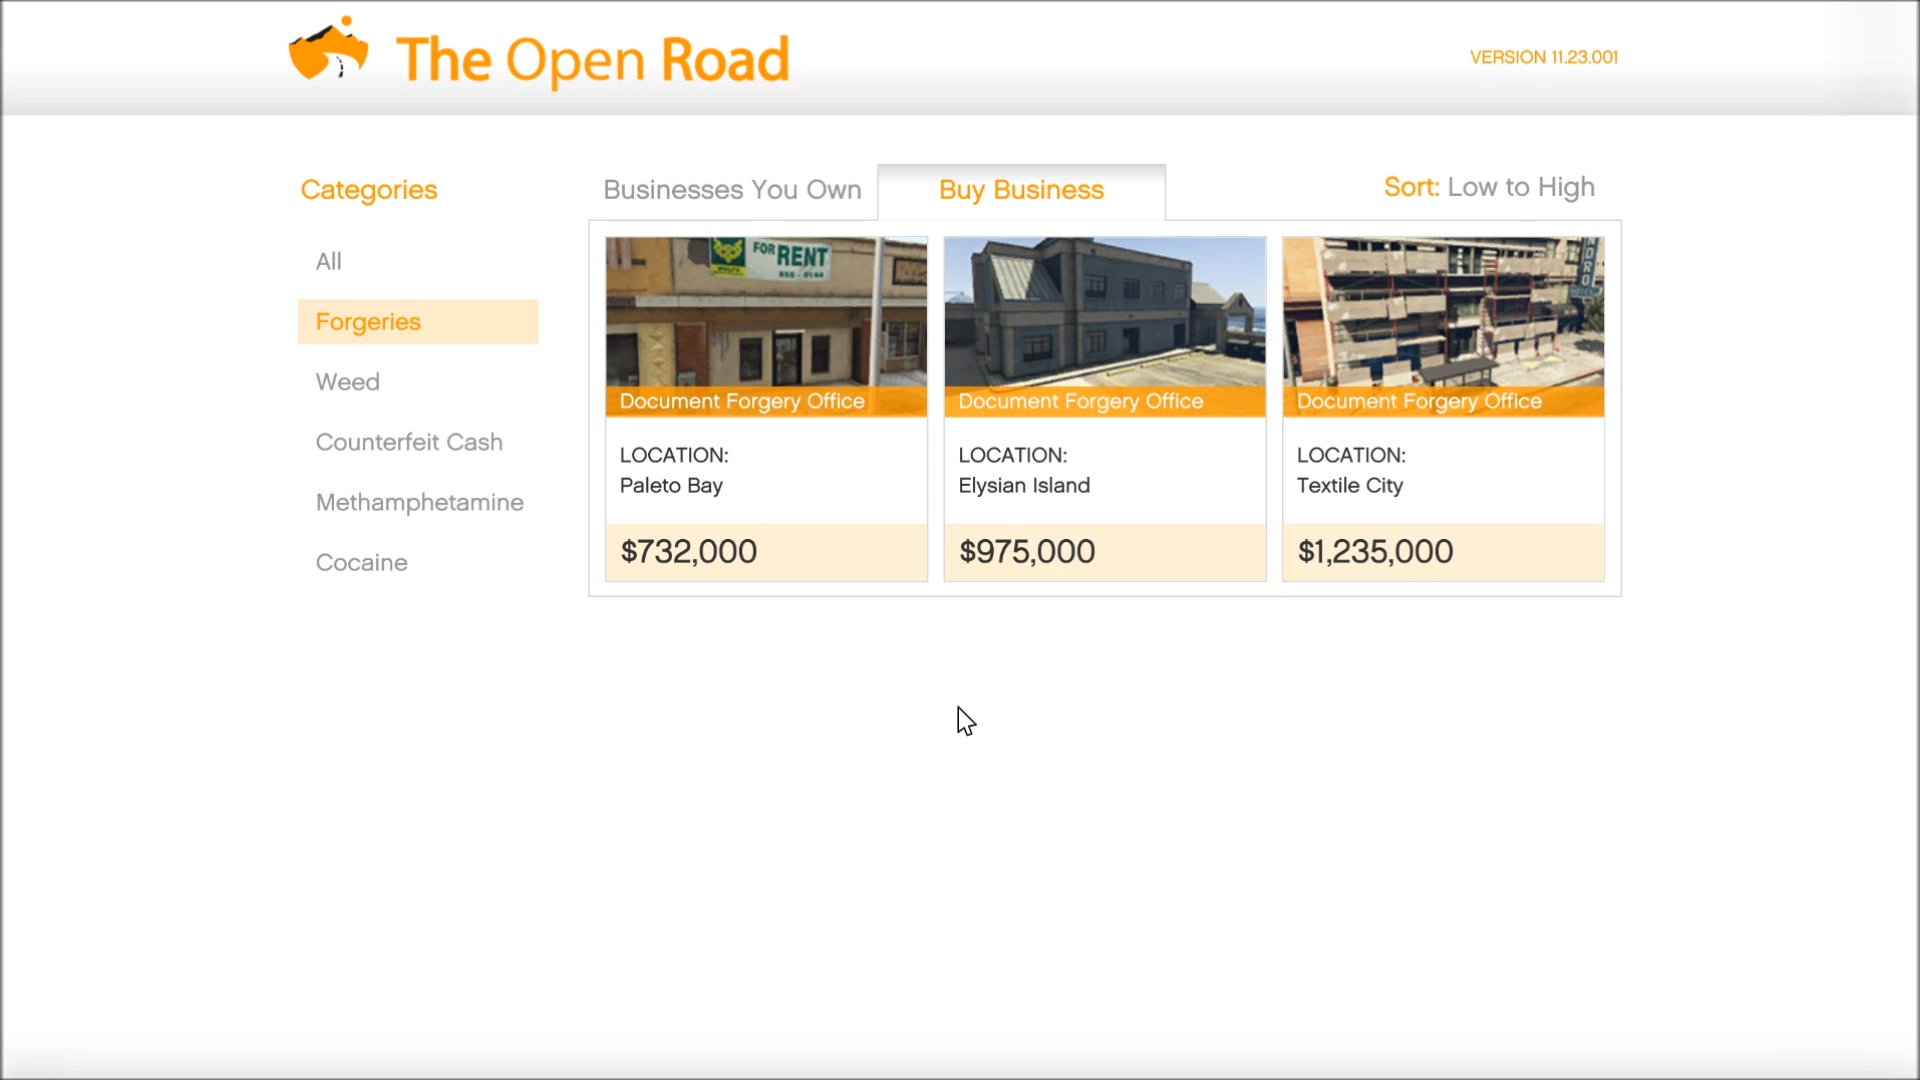 The Open Road
VERSION 11.23.001
Categories
All
Forgeries
Weed
Counterfeit Cash
Methamphetamine
Cocaine
Businesses You Own
Buy Business
Sort: Low to High
FOR RENT
Document Forgery Office
LOCATION:
Paleto Bay
$732,000
Document Forgery Office
LOCATION:
Elysian Island
$975,000
Document Forgery Office
LOCATION:
Textile City
$1,235,000